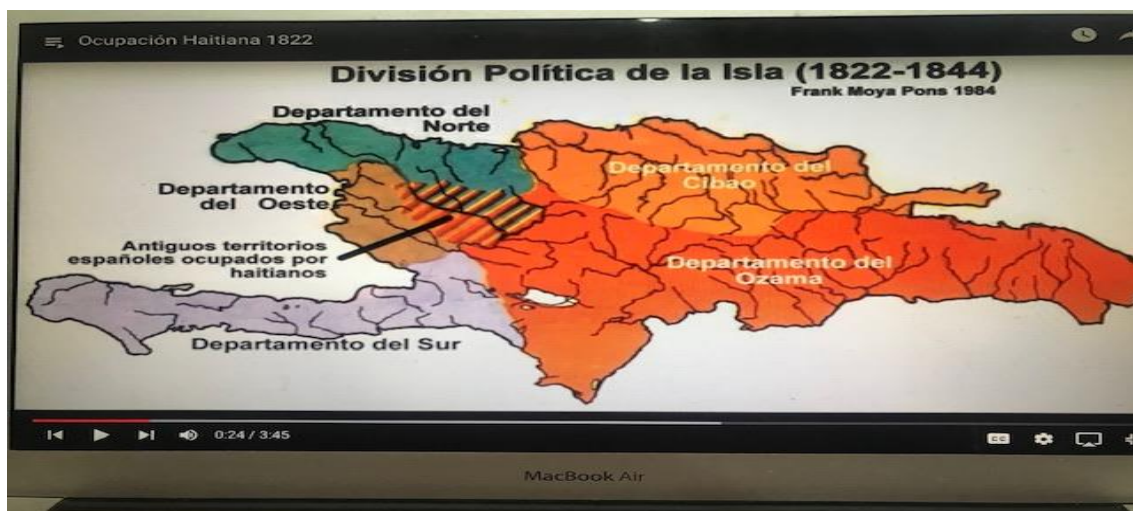 Ocupación Haitiana 1822
División Política de la Isla (1822-1844)
Frank Moya Pons 1984
Departamento del
Norte
Departamento del
Cibao
Departamento
del Oeste
Antiguos territorios
españoles ocupados por
haitianos
Departamento del
Ozama
Departamento del Sur
0:24 / 3:45
CC
MacBook Air